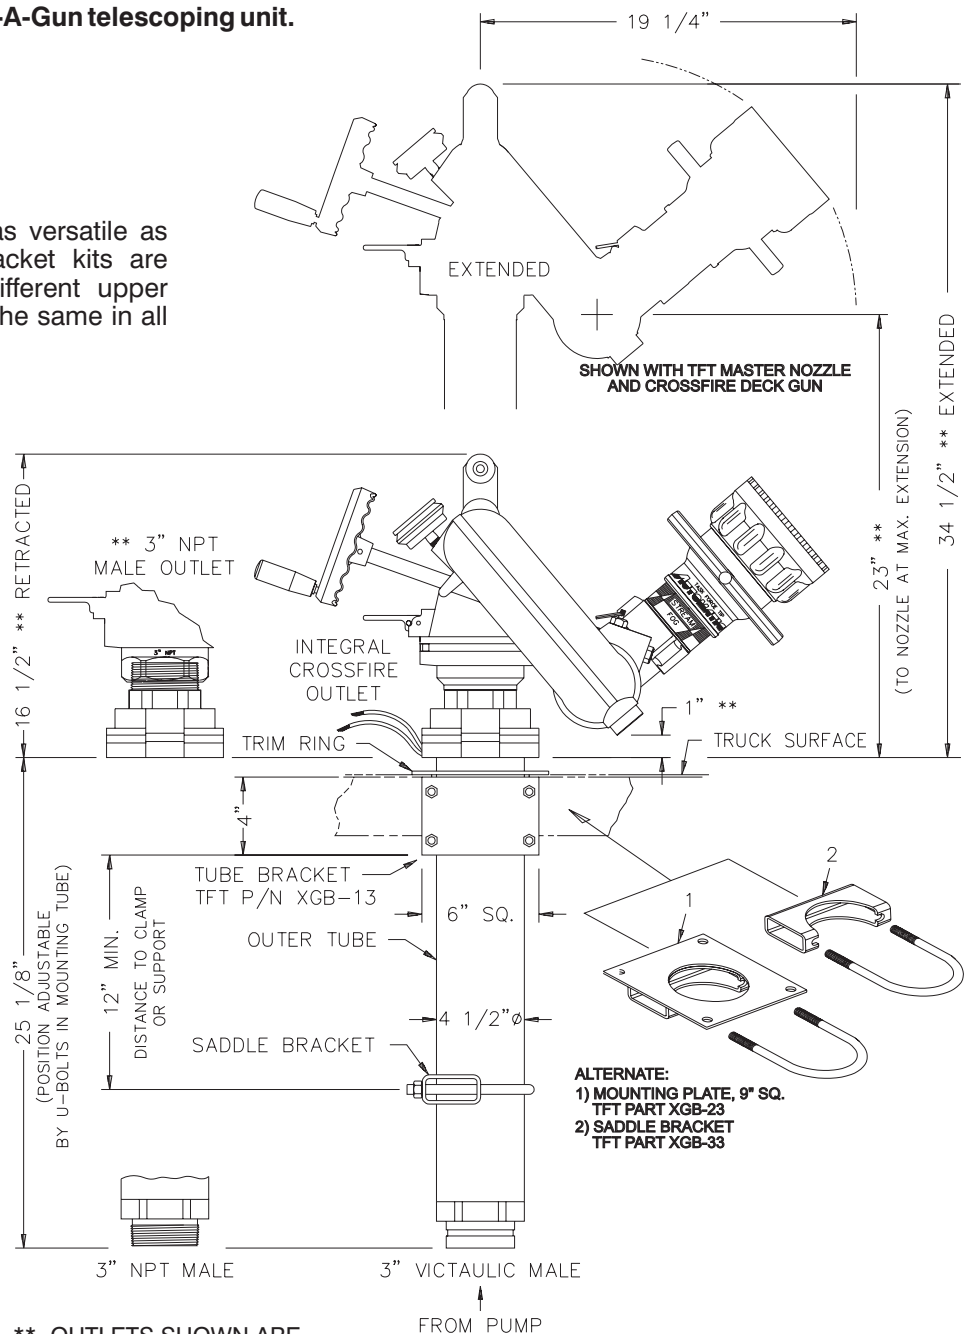 -A-Gun telescoping unit.
19 1/4"
as versatile as
acket kits are
ifferent upper
he same in all
EXTENDED
SHOWN WITH TFT MASTER NOZZLE
AND CROSSFIRE DECK GUN
34 1/2" ** EXTENDED
23" **
(TO NOZZLE AT MAX. EXTENSION)
16 1/2" ** RETRACTED
** 3" NPT
MALE OUTLET
3" NPT
STREAM
FOG
INTEGRAL
CROSSFIRE
OUTLET
1" **
TRIM RING
TRUCK SURFACE
4"
TUBE BRACKET
TFT P/N XGB-13
6" SQ.
1
2
OUTER TUBE
25 1/8"
(POSITION ADJUSTABLE
BY U-BOLTS IN MOUNTING TUBE)
12" MIN.
DISTANCE TO CLAMP
OR SUPPORT
4 1/2"ø
SADDLE BRACKET
ALTERNATE:
1) MOUNTING PLATE, 9" SQ.
TFT PART XGB-23
2) SADDLE BRACKET
TFT PART XGB-33
3" NPT MALE
3" VICTAULIC MALE
FROM PUMP
** OUTLETS SHOWN ARE